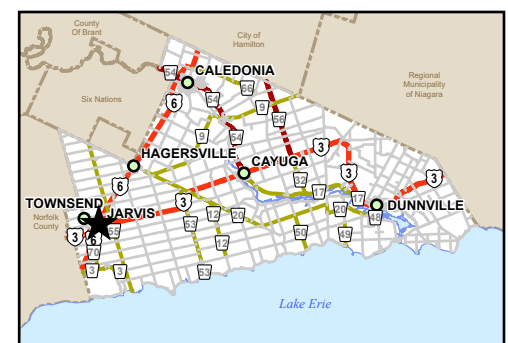 County
Of Brant
City of
Hamilton
Regional
Municipality
of Niagara
Six Nations
Norfolk
County
CALEDONIA
HAGERSVILLE
CAYUGA
TOWNSEND
JARVIS
DUNNVILLE
Lake Erie
54
6
54
66
9
56
9
54
3
3
3
6
32
17
17
3
12
20
20
48
3
6
55
53
12
50
49
70
3
3
53